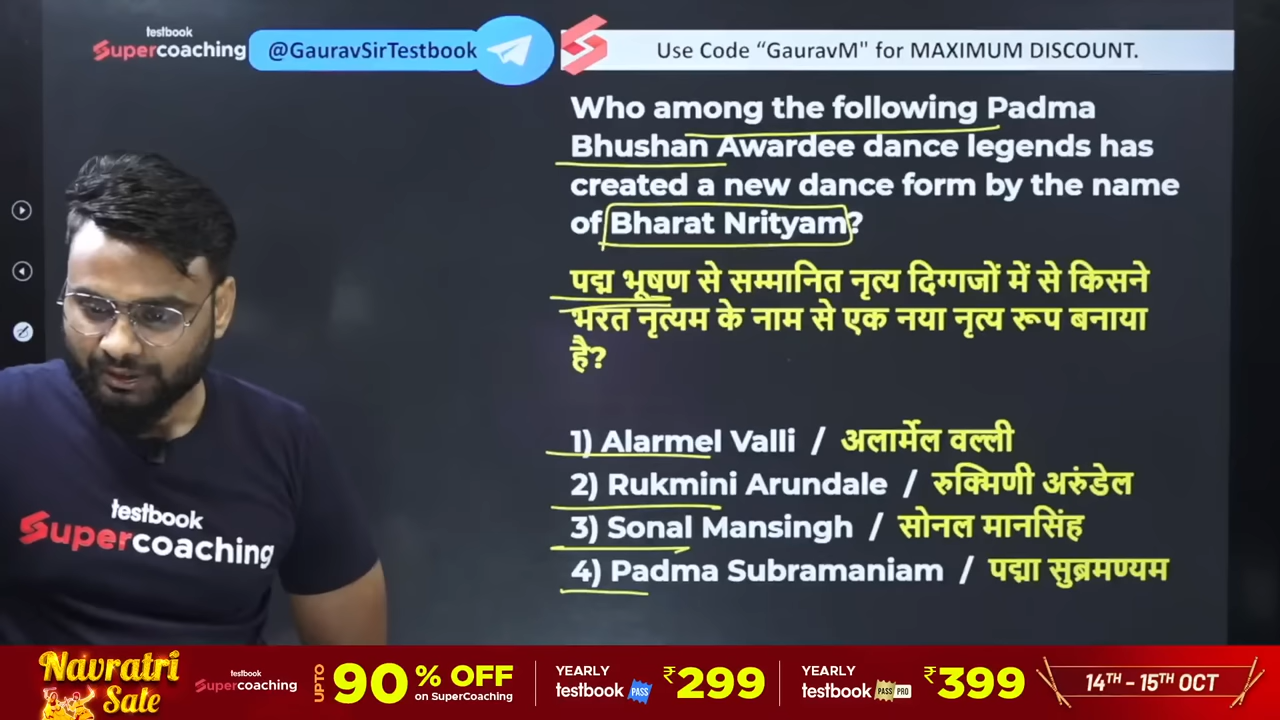 testbook
Supercoaching
@GauravSirTestbook
Use Code “GauravM" for MAXIMUM DISCOUNT.
Who among the following Padma
Bhushan Awardee dance legends has
created a new dance form by the name
of Bharat Nrityam?
पद्म भूषण से सम्मानित नृत्य दिग्गजों में से किसने
भरत नृत्यम के नाम से एक नया नृत्य रूप बनाया
है?
1) Alarmel Valli / अलार्मेल वल्ली
2) Rukmini Arundale / रुक्मिणी अरुंडेल
3) Sonal Mansingh / सोनल मानसिंह
4) Padma Subramaniam / पद्मा सुब्रमण्यम
testbook
Supercoaching
Navratri
Sale
testbook
Supercoaching
UPTO 90% OFF
on SuperCoaching
YEARLY
testbook PASS
₹299
YEARLY
testbook PASS PRO
₹399
14TH - 15TH OCT